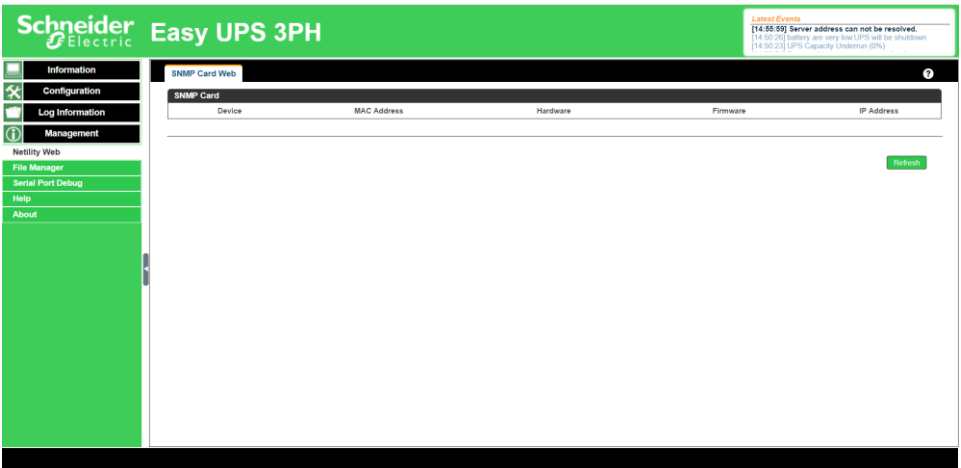 Schneider Electric
Easy UPS 3PH
Latest Events
[14:55:59] Server address can not be resolved.
[14:50:26] battery are very low UPS will be shutdown
[14:50:23] UPS Capacity Underrun (0%)
Information
Configuration
Log Information
Management
Netility Web
File Manager
Serial Port Debug
Help
About
SNMP Card Web
?
SNMP Card
Device MAC Address Hardware Firmware IP Address
Refresh